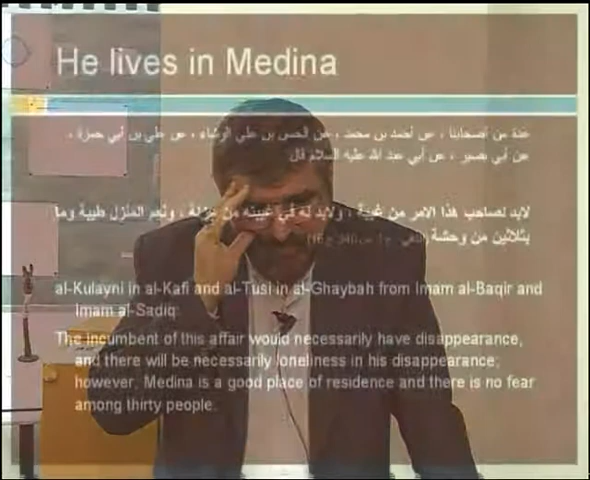 He lives in Medina
عدة من أصحابنا ، عن أحمد بن محمد ، عن الحسن بن علي الوشاء ، عن علي بن أبي حمزة ،
عن أبي بصير ، عن أبي عبد الله عليه السلام قال
لابد لصاحب هذا الامر من غيبة ، ولابد له في غيبته من عزلة ، ونعم المنزل طيبة وما
بثلاثين من وحشة
al-Kulayni in al-Kafi and al-Tusi in al-Ghaybah from Imam al-Baqir and
Imam al-Sadiq:
The incumbent of this affair would necessarily have disappearance,
and there will be necessarily loneliness in his disappearance;
however, Medina is a good place of residence and there is no fear
among thirty people.